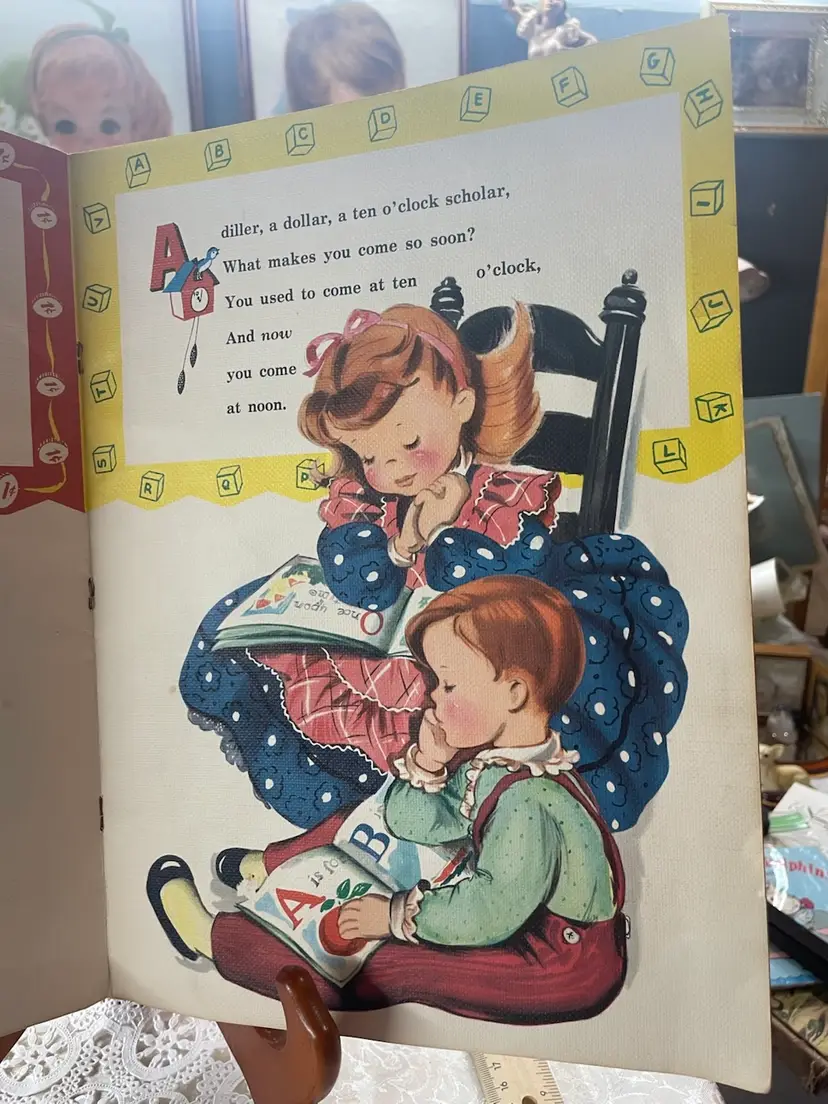 A B C D E F G H
I
J
K
L
P
Q
R
S
T
U
V
A diller, a dollar, a ten o'clock scholar,
What makes you come so soon?
You used to come at ten o'clock,
And now
you come
at noon.
Once upon
time
A is for
B